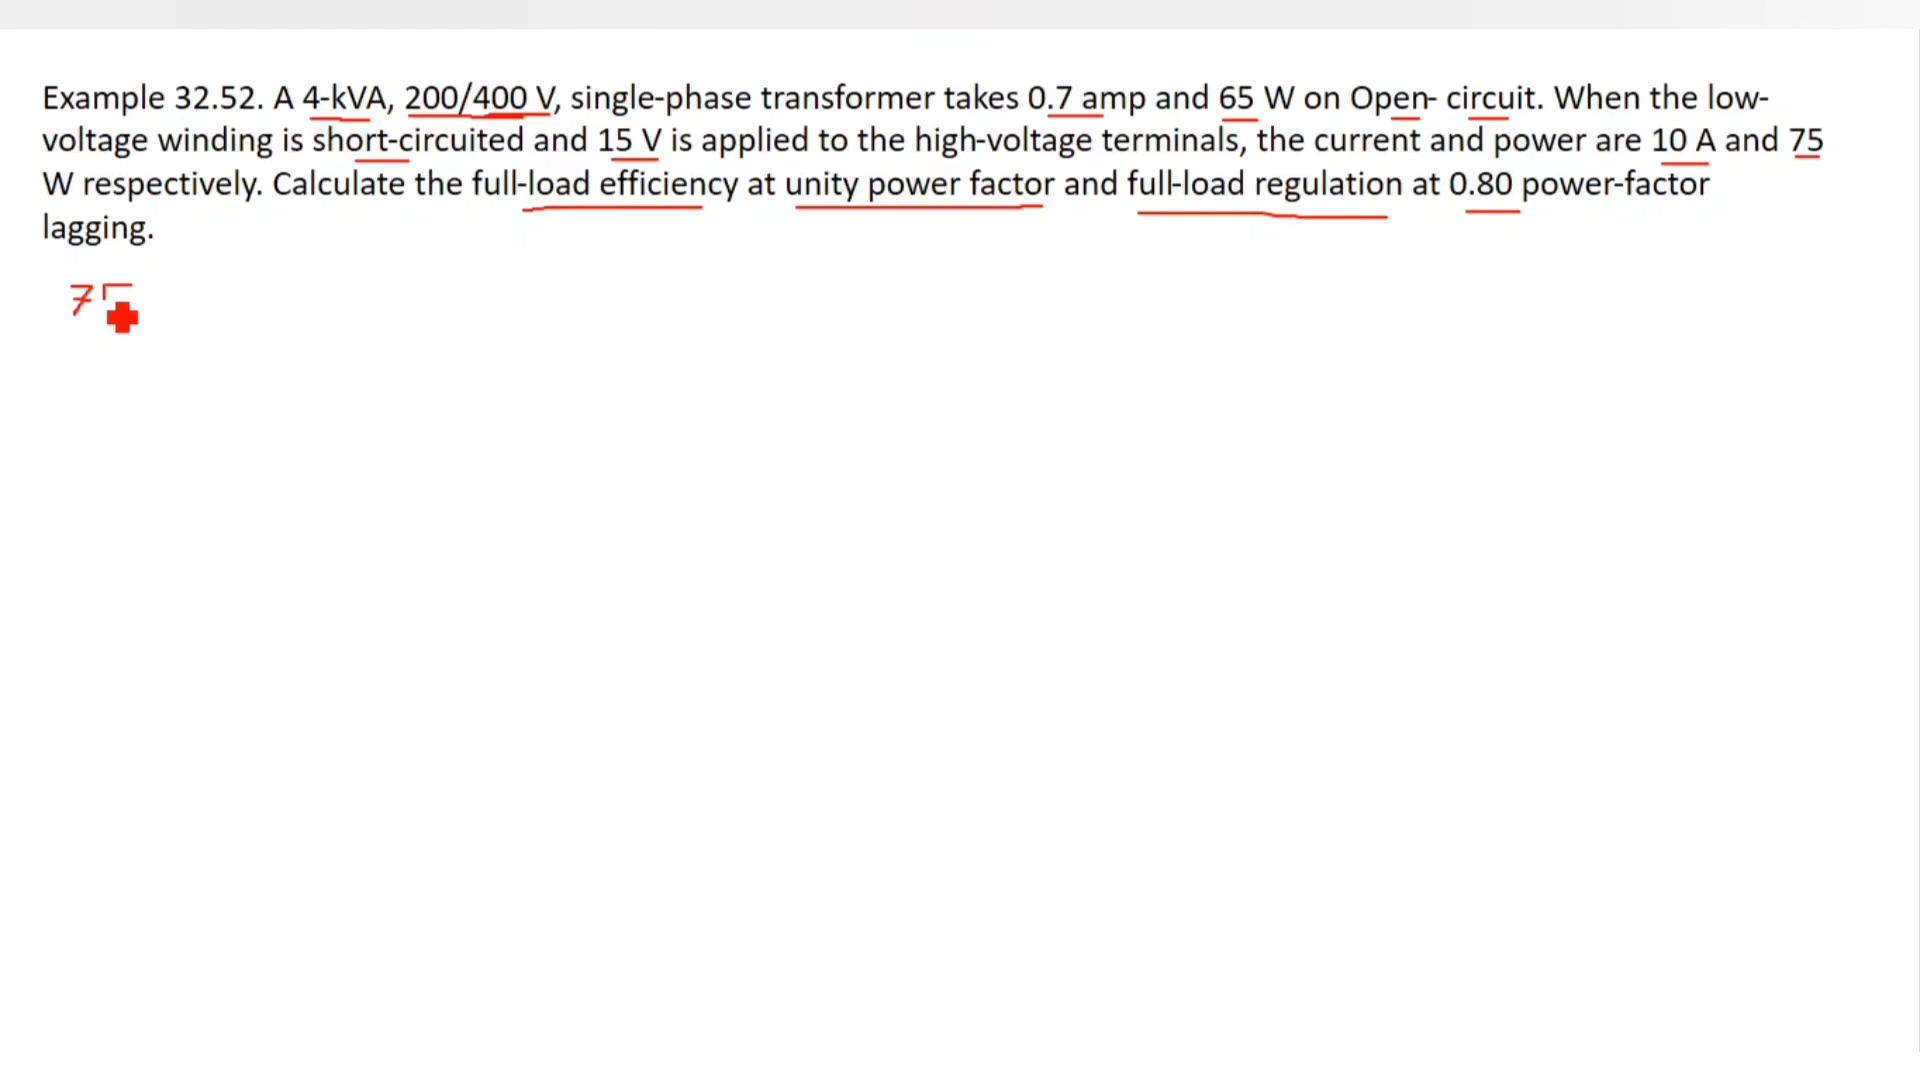 Example 32.52. A 4-kVA, 200/400 V, single-phase transformer takes 0.7 amp and 65 W on Open- circuit. When the low-
voltage winding is short-circuited and 15 V is applied to the high-voltage terminals, the current and power are 10 A and 75
W respectively. Calculate the full-load efficiency at unity power factor and full-load regulation at 0.80 power-factor
lagging.
7